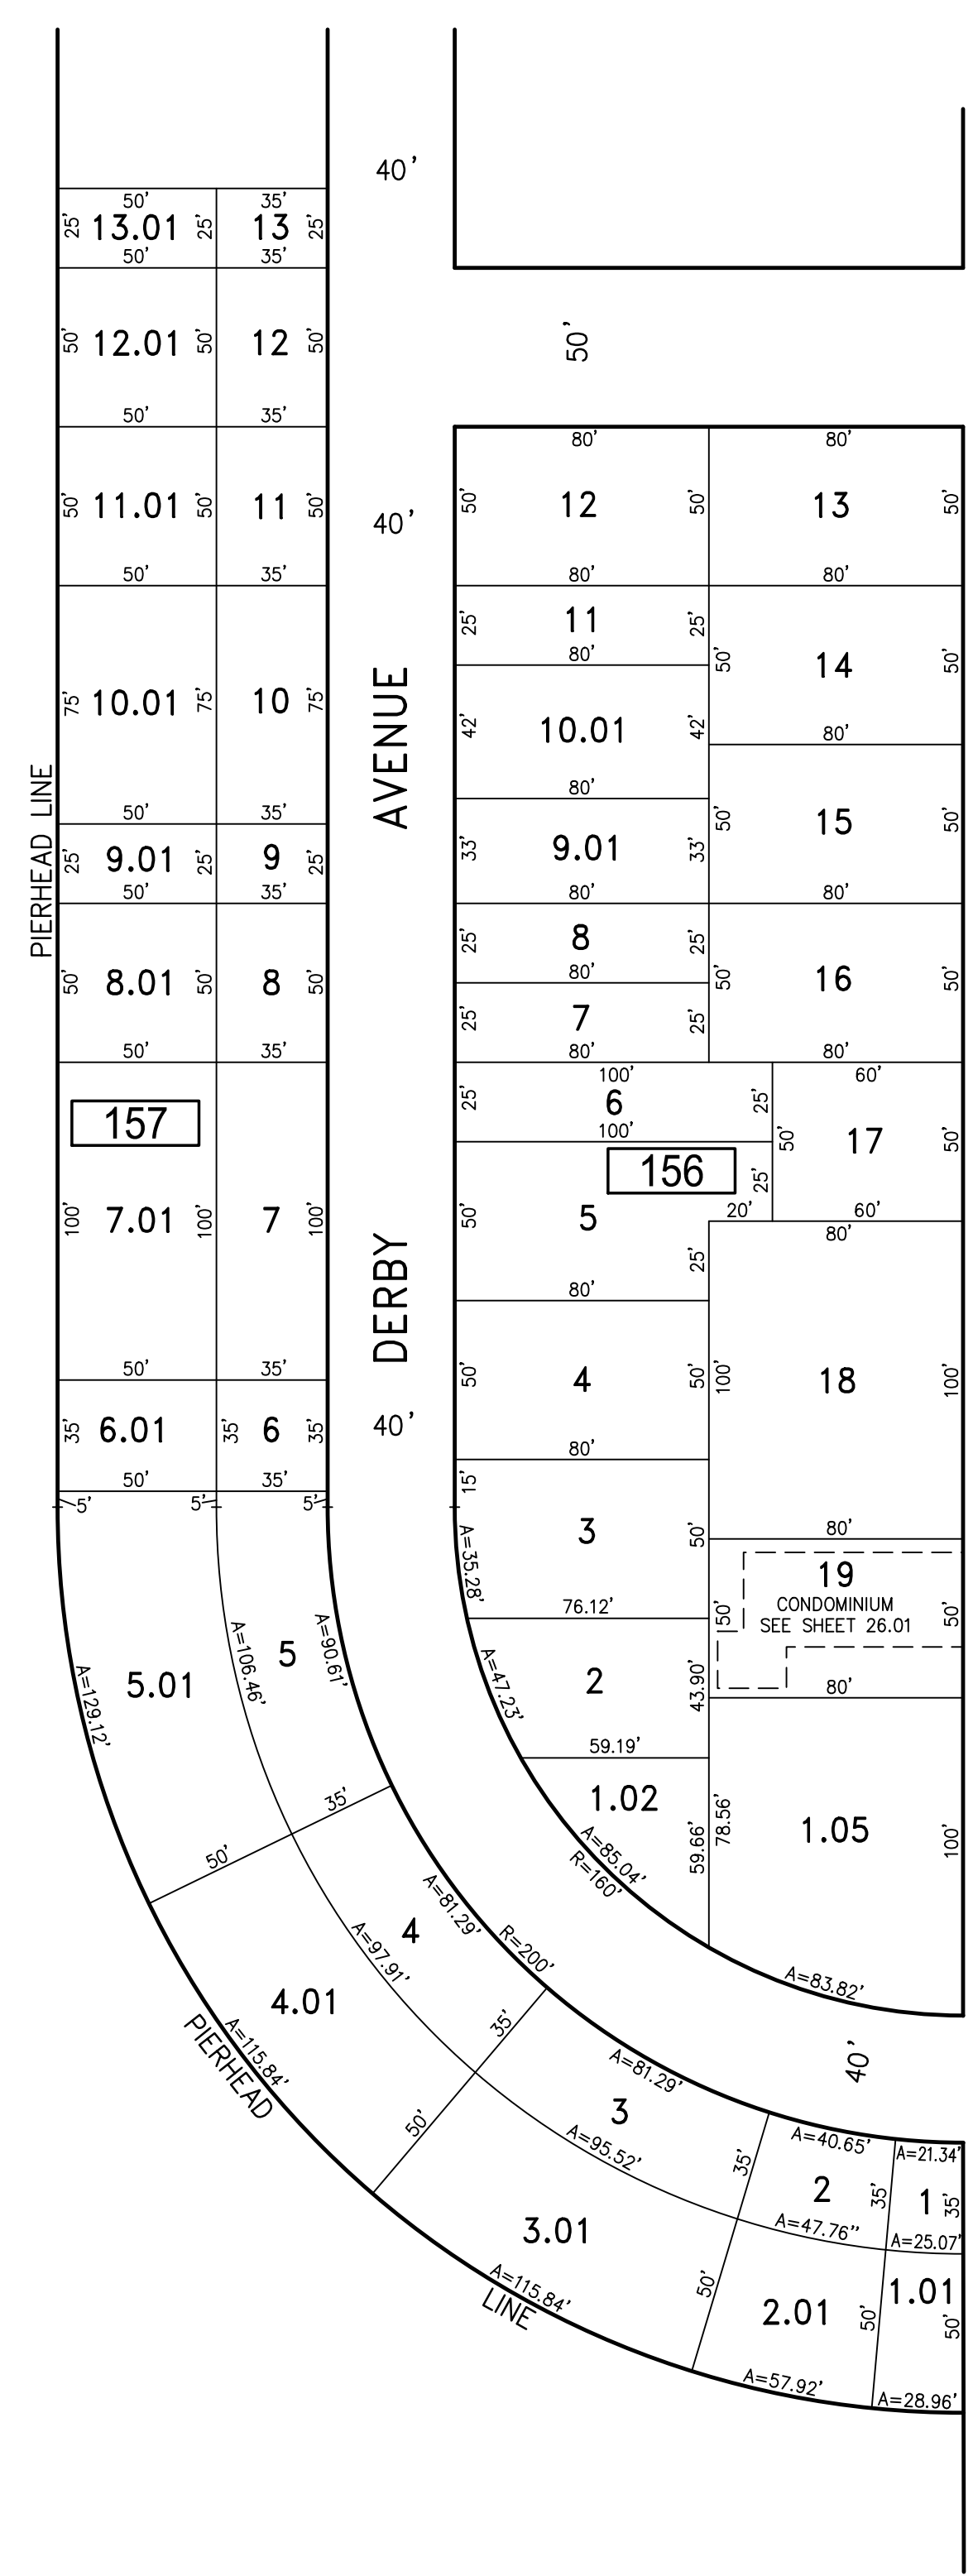 40'
50' 35'
25' 13.01 25' 13 25'
50' 35'
50' 12.01 50' 12 50'
50'
50' 35'
80' 80'
50' 11.01 50' 11 50'
40'
50' 12 50' 13 50'
50' 35'
80' 80'
25' 11 25'
80'
50' 14 50'
75' 10.01 75' 10 75'
AVENUE
42' 10.01 42'
80'
80'
50' 35'
PIERHEAD LINE
50' 15 50'
33' 9.01 33'
25' 9.01 25' 9 25'
50' 35'
80' 80'
25' 8 25'
80'
50' 8.01 50' 8 50'
50' 16 50'
25' 7 25'
50' 35'
80' 80'
100' 60'
25' 6 25'
100'
157
156
50' 17 50'
25'
100' 7.01 100' 7 100'
50' 5
20' 60'
80'
25'
DERBY
80'
50' 35'
50' 4 50'
100' 18 100'
35' 6.01 35' 6 35'
40'
80'
50' 35'
15'
5' 5' 5'
3 50'
80'
A=35.28'
19
CONDOMINIUM
SEE SHEET 26.01
50' 50'
76.12'
80'
A=129.12' 5.01 A=106.46' 5 A=90.61'
A=47.23' 2 43.90'
59.19'
1.02
59.66' 78.56' 1.05 100'
A=85.04'
R=160'
50' 35'
A=81.29'
4
A=97.91'
R=200'
A=83.82'
4.01
A=115.84'
PIERHEAD
35'
40'
50'
A=81.29'
3
A=95.52'
A=40.65' A=21.34'
35' 2 35' 1 35'
A=47.76" A=25.07'
3.01
A=115.84'
LINE
50' 2.01 50' 1.01 50'
A=57.92' A=28.96'